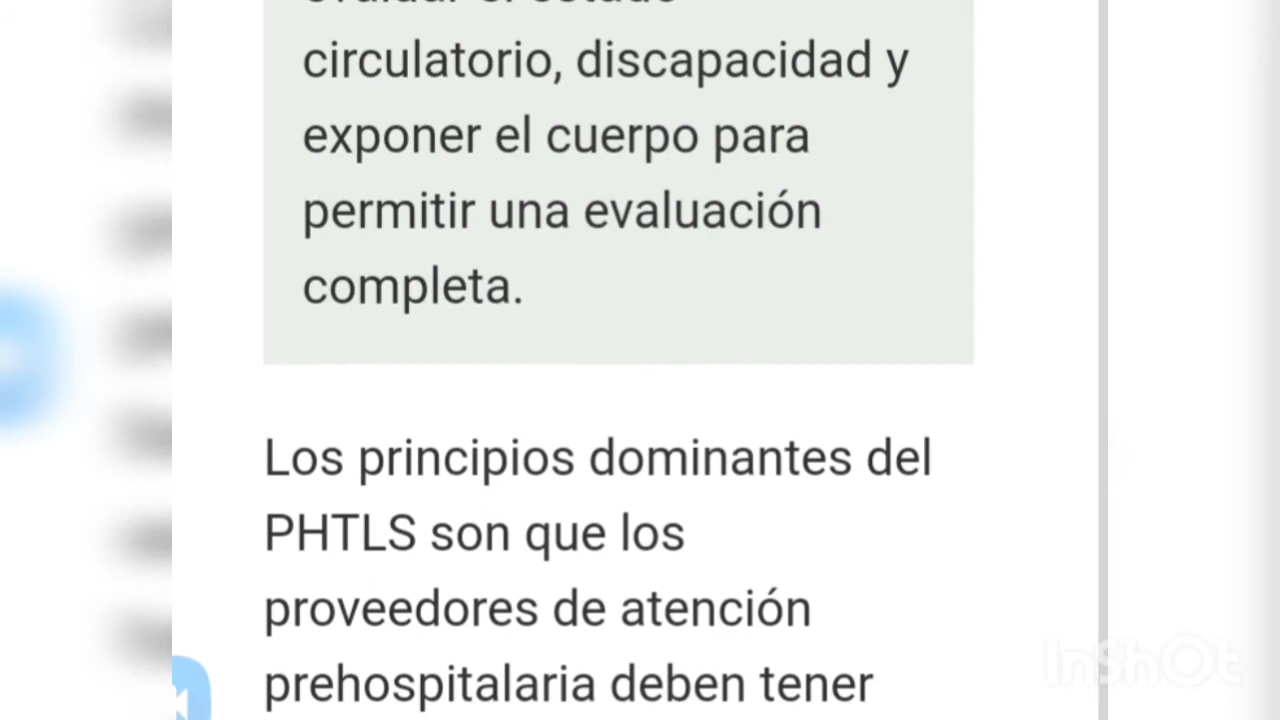 circulatorio, discapacidad y
exponer el cuerpo para
permitir una evaluación
completa.
Los principios dominantes del
PHTLS son que los
proveedores de atención
prehospitalaria deben tener
InShOt